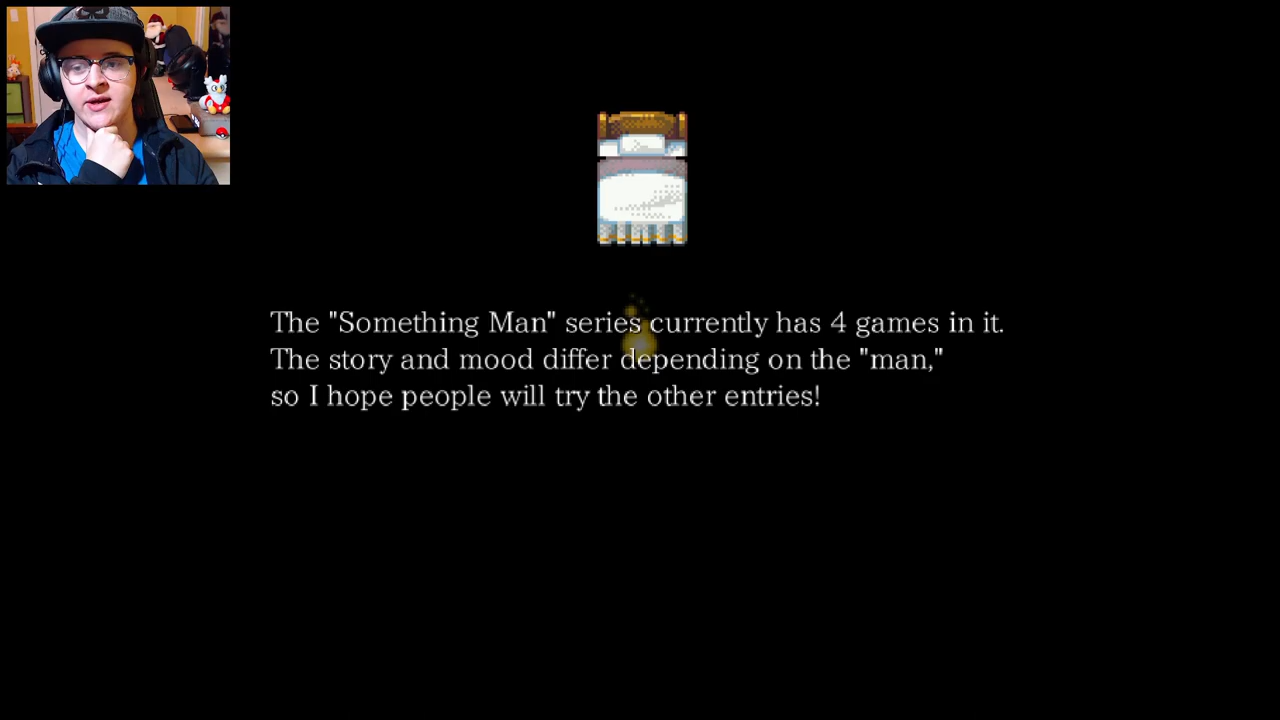 The "Something Man" series currently has 4 games in it.
The story and mood differ depending on the "man,"
so I hope people will try the other entries!